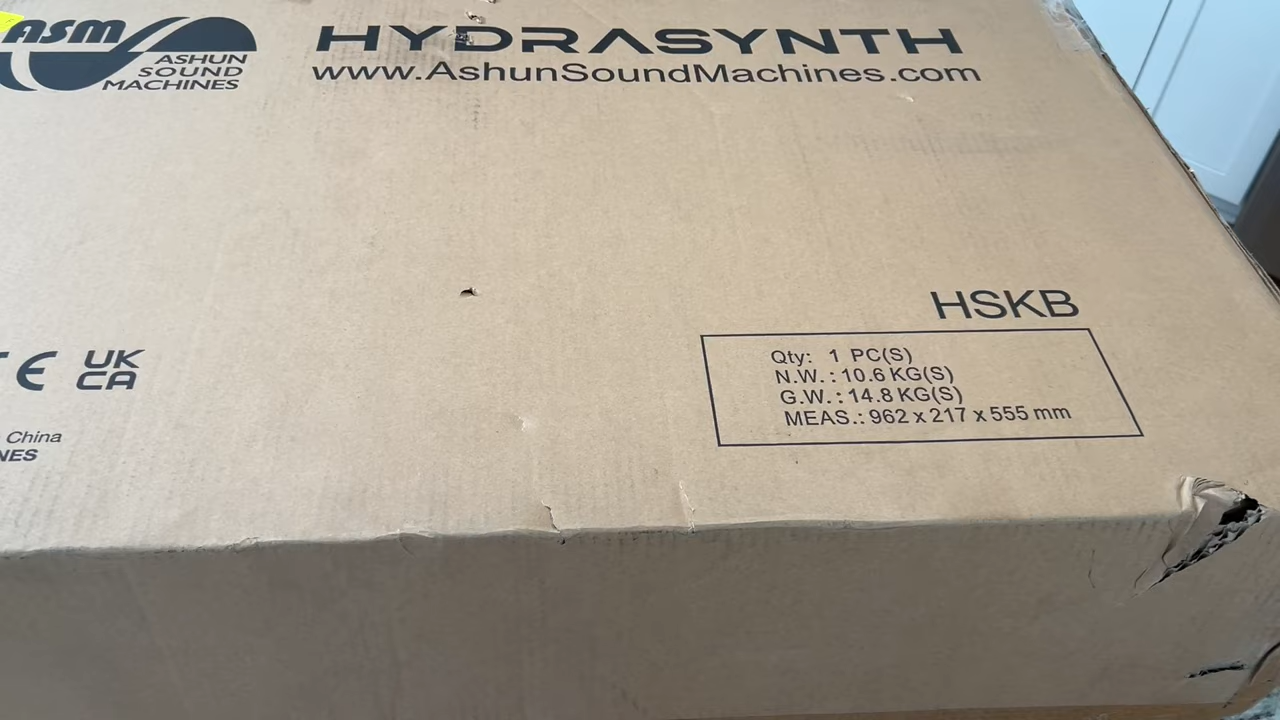 ASM
ASHUN
SOUND
MACHINES
HYDRASYNTH
www.AshunSoundMachines.com
HSKB
Qty: 1 PC(S)
N.W.: 10.6 KG(S)
G.W.: 14.8 KG(S)
MEAS.: 962 x 217 x 555 mm
CE
UK
CA
China